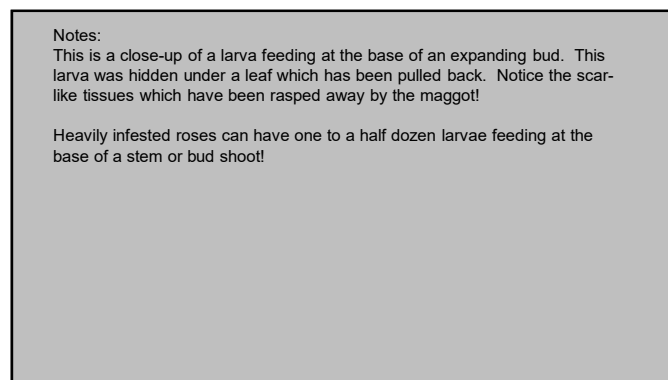 Notes:
This is a close-up of a larva feeding at the base of an expanding bud.  This
larva was hidden under a leaf which has been pulled back.  Notice the scar-
like tissues which have been rasped away by the maggot!
Heavily infested roses can have one to a half dozen larvae feeding at the
base of a stem or bud shoot!